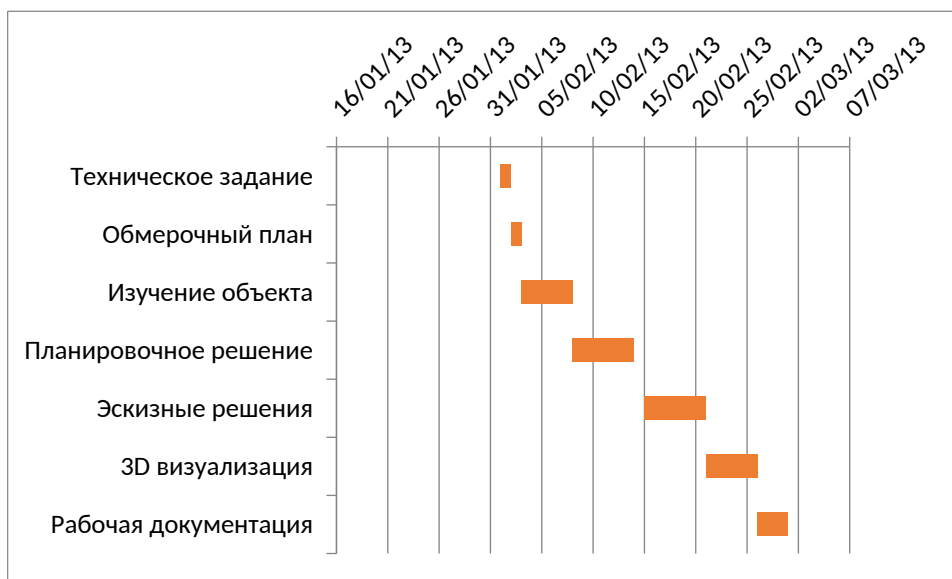 16/01/13
21/01/13
26/01/13
31/01/13
05/02/13
10/02/13
15/02/13
20/02/13
25/02/13
02/03/13
07/03/13
Техническое задание
Обмерочный план
Изучение объекта
Планировочное решение
Эскизные решения
3D визуализация
Рабочая документация